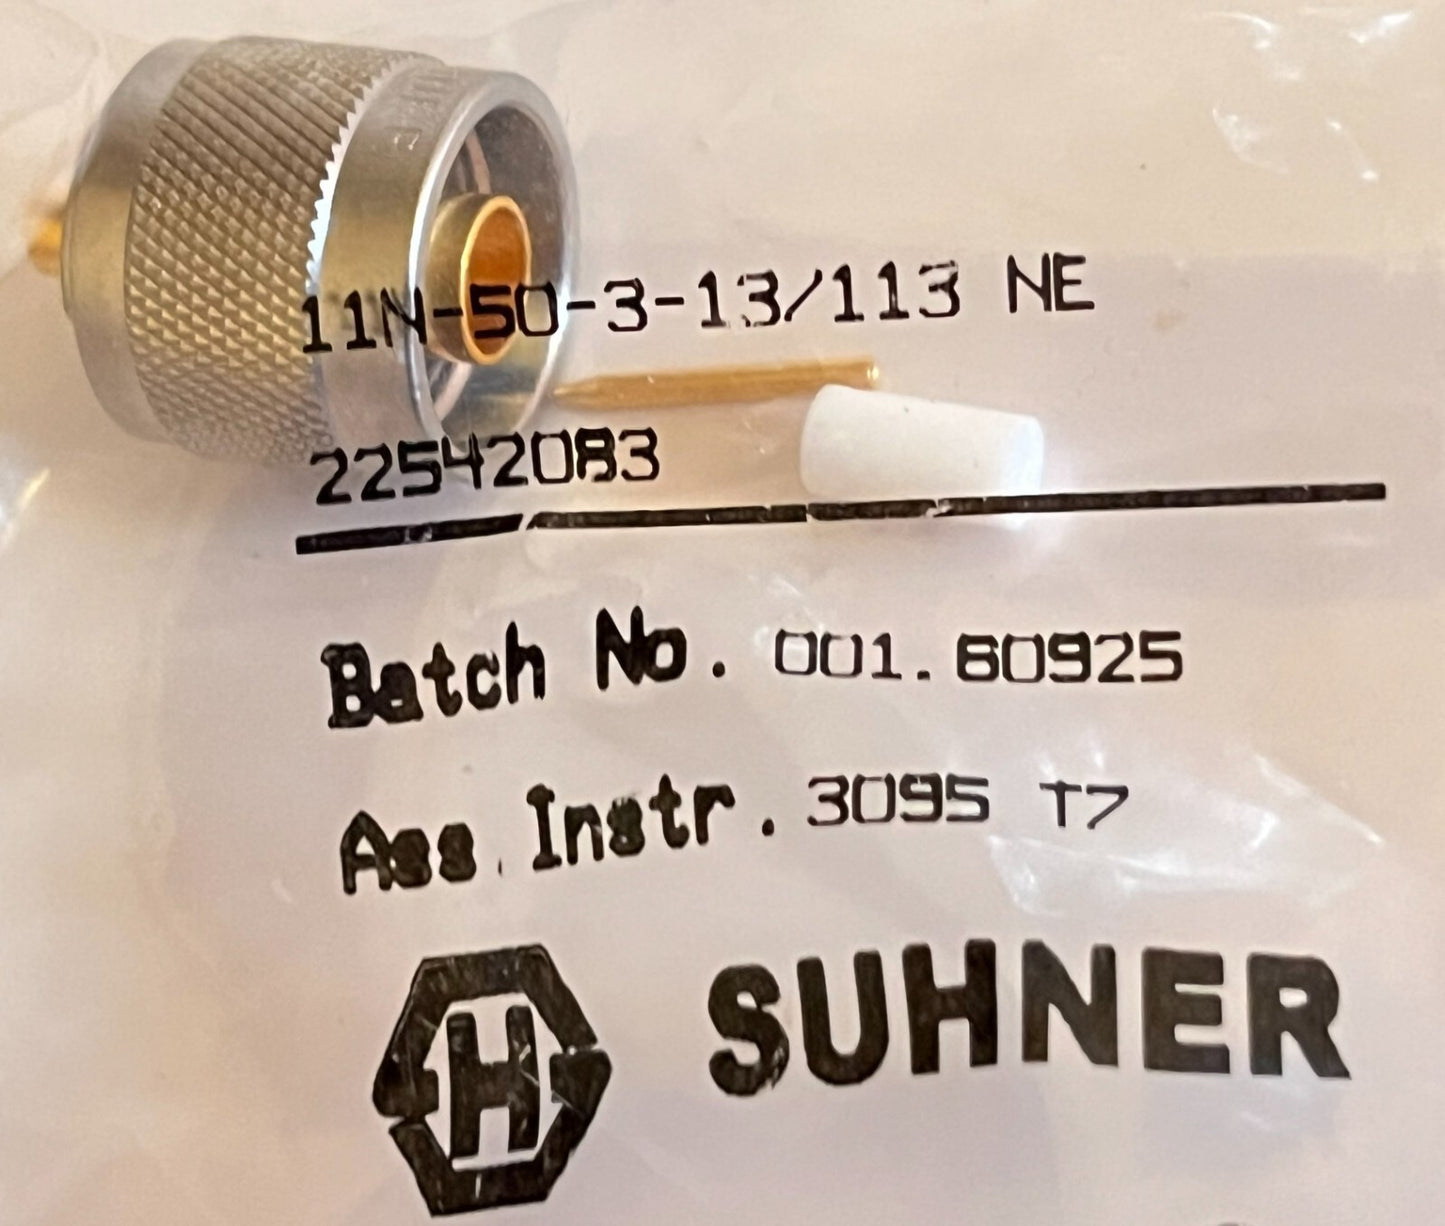 11N-50-3-13/113 NE
22542083
Batch No. 001.60925
Ass. Instr. 3095 T7
H SUHNER